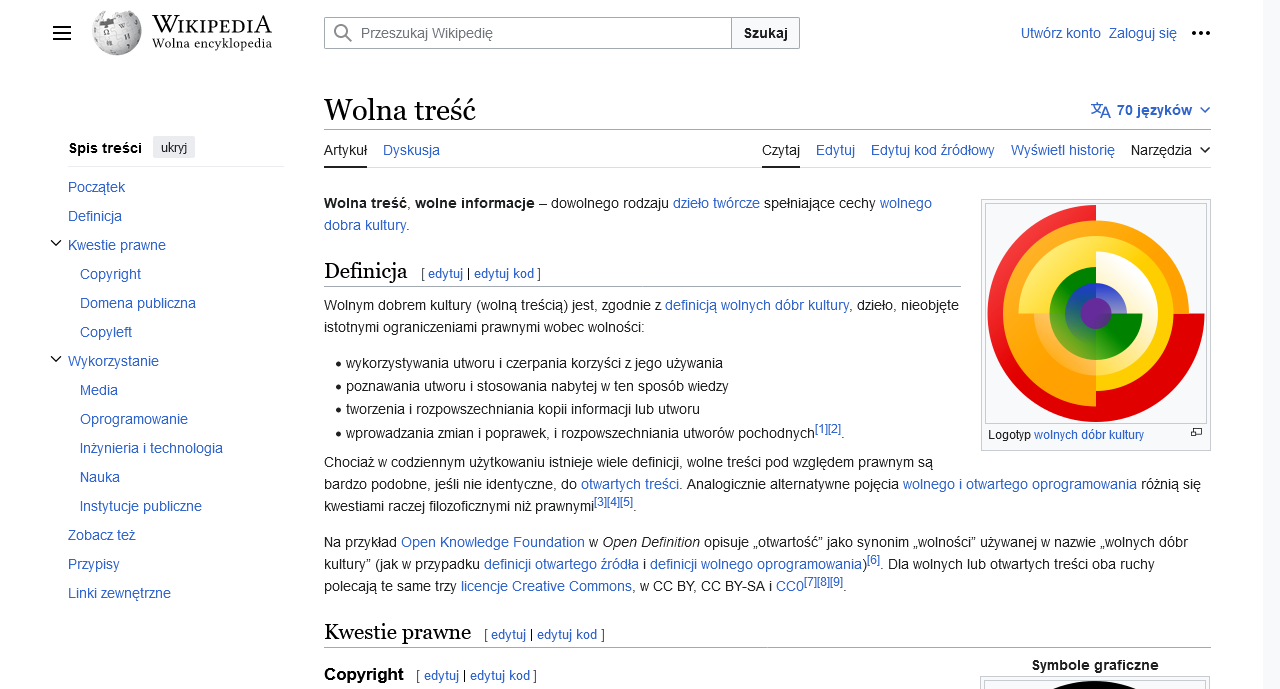 WIKIPEDIA
Wolna encyklopedia
Przeszukaj Wikipedię
Szukaj
Utwórz konto Zaloguj się
Spis treści ukryj
Początek
Definicja
Kwestie prawne
Copyright
Domena publiczna
Copyleft
Wykorzystanie
Media
Oprogramowanie
Inżynieria i technologia
Nauka
Instytucje publiczne
Zobacz też
Przypisy
Linki zewnętrzne
Wolna treść
70 języków
Artykuł Dyskusja
Czytaj Edytuj Edytuj kod źródłowy Wyświetl historię Narzędzia
Wolna treść, wolne informacje – dowolnego rodzaju dzieło twórcze spełniające cechy wolnego
dobra kultury.
Logotyp wolnych dóbr kultury
Definicja [ edytuj | edytuj kod ]
Wolnym dobrem kultury (wolną treścią) jest, zgodnie z definicją wolnych dóbr kultury, dzieło, nieobjęte
istotnymi ograniczeniami prawnymi wobec wolności:
• wykorzystywania utworu i czerpania korzyści z jego używania
• poznawania utworu i stosowania nabytej w ten sposób wiedzy
• tworzenia i rozpowszechniania kopii informacji lub utworu
• wprowadzania zmian i poprawek, i rozpowszechniania utworów pochodnych[1][2].
Chociaż w codziennym użytkowaniu istnieje wiele definicji, wolne treści pod względem prawnym są
bardzo podobne, jeśli nie identyczne, do otwartych treści. Analogicznie alternatywne pojęcia wolnego i otwartego oprogramowania różnią się
kwestiami raczej filozoficznymi niż prawnymi[3][4][5].
Na przykład Open Knowledge Foundation w Open Definition opisuje „otwartość” jako synonim „wolności” używanej w nazwie „wolnych dóbr
kultury” (jak w przypadku definicji otwartego źródła i definicji wolnego oprogramowania)[6]. Dla wolnych lub otwartych treści oba ruchy
polecają te same trzy licencje Creative Commons, w CC BY, CC BY-SA i CC0[7][8][9].
Kwestie prawne [ edytuj | edytuj kod ]
Copyright [ edytuj | edytuj kod ]
Symbole graficzne